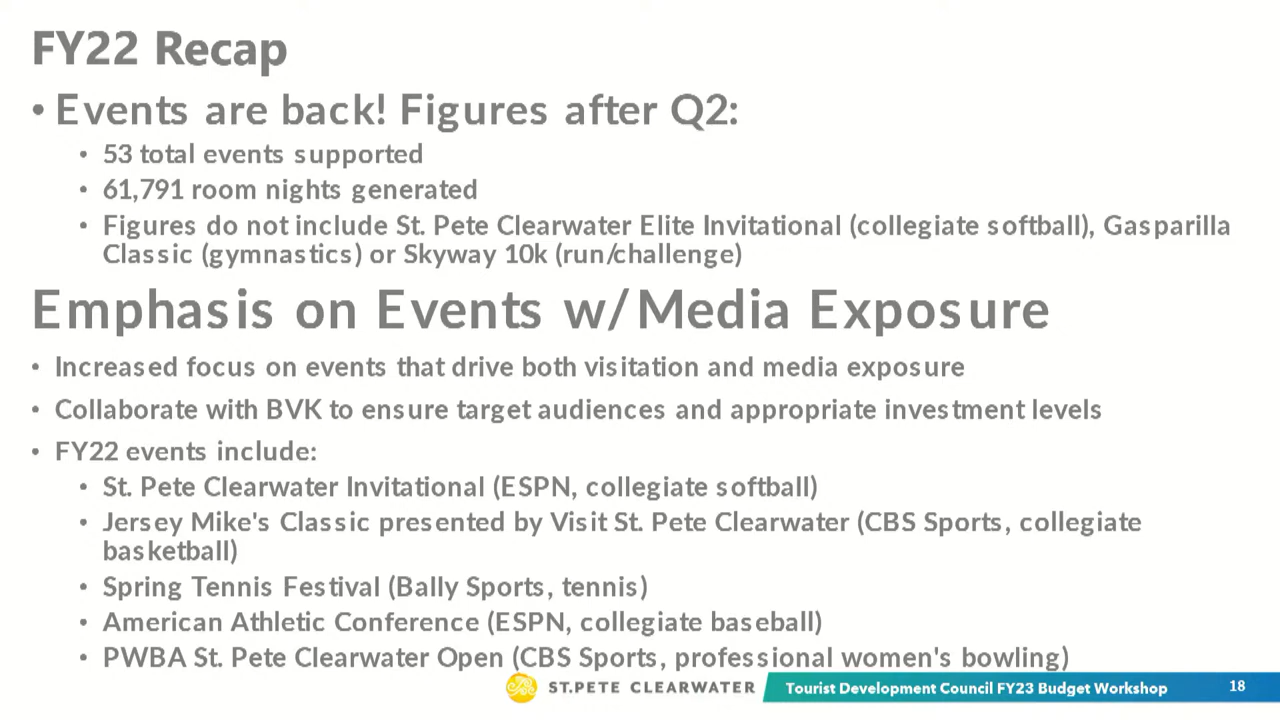 FY22 Recap
• Events are back! Figures after Q2:
• 53 total events supported
• 61,791 room nights generated
• Figures do not include St. Pete Clearwater Elite Invitational (collegiate softball), Gasparilla
Classic (gymnastics) or Skyway 10k (run/challenge)
Emphasis on Events w/Media Exposure
• Increased focus on events that drive both visitation and media exposure
• Collaborate with BVK to ensure target audiences and appropriate investment levels
• FY22 events include:
• St. Pete Clearwater Invitational (ESPN, collegiate softball)
• Jersey Mike's Classic presented by Visit St. Pete Clearwater (CBS Sports, collegiate
basketball)
• Spring Tennis Festival (Bally Sports, tennis)
• American Athletic Conference (ESPN, collegiate baseball)
• PWBA St. Pete Clearwater Open (CBS Sports, professional women's bowling)
ST.PETE CLEARWATER Tourist Development Council FY23 Budget Workshop 18